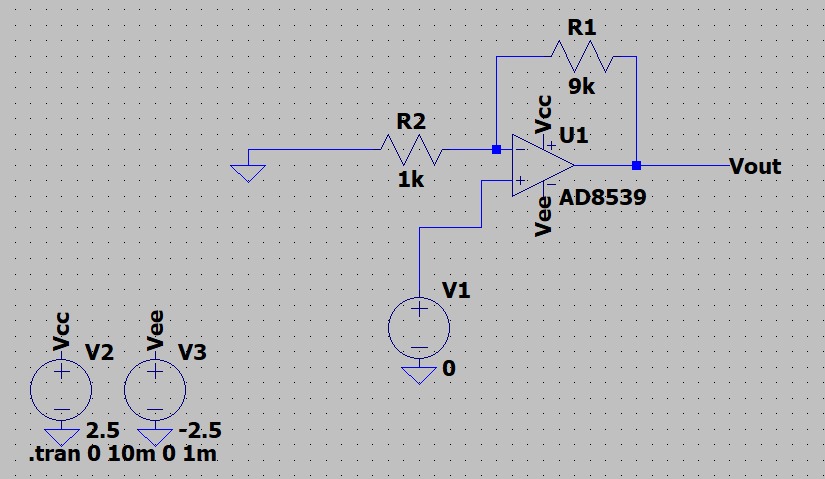 R1
9k
Vcc
U1
R2
1k
+
−
+
−
Vout
AD8539
Vee
V1
+
−
0
Vcc
V2
+
−
2.5
Vee
V3
+
−
-2.5
.tran 0 10m 0 1m